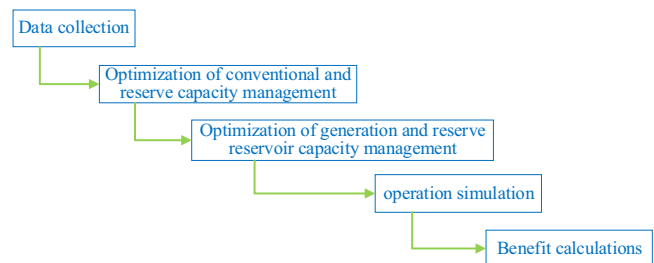 Data collection
Optimization of conventional and
reserve capacity management
Optimization of generation and reserve
reservoir capacity management
operation simulation
Benefit calculations